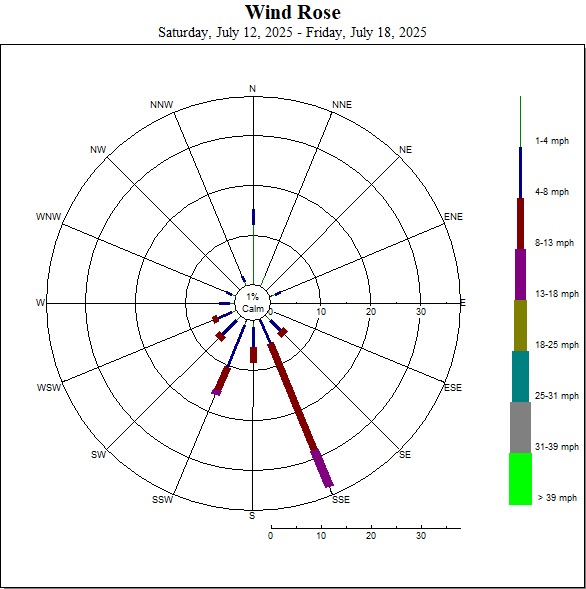 Wind Rose
Saturday, July 12, 2025 - Friday, July 18, 2025
N
NNW
NNE
NW
NE
WNW
ENE
1-4 mph
4-8 mph
8-13 mph
13-18 mph
18-25 mph
25-31 mph
31-39 mph
> 39 mph
1%
Calm
W
0 10 20 30
E
WSW
ESE
SW
SE
SSW
SSE
S
0 10 20 30